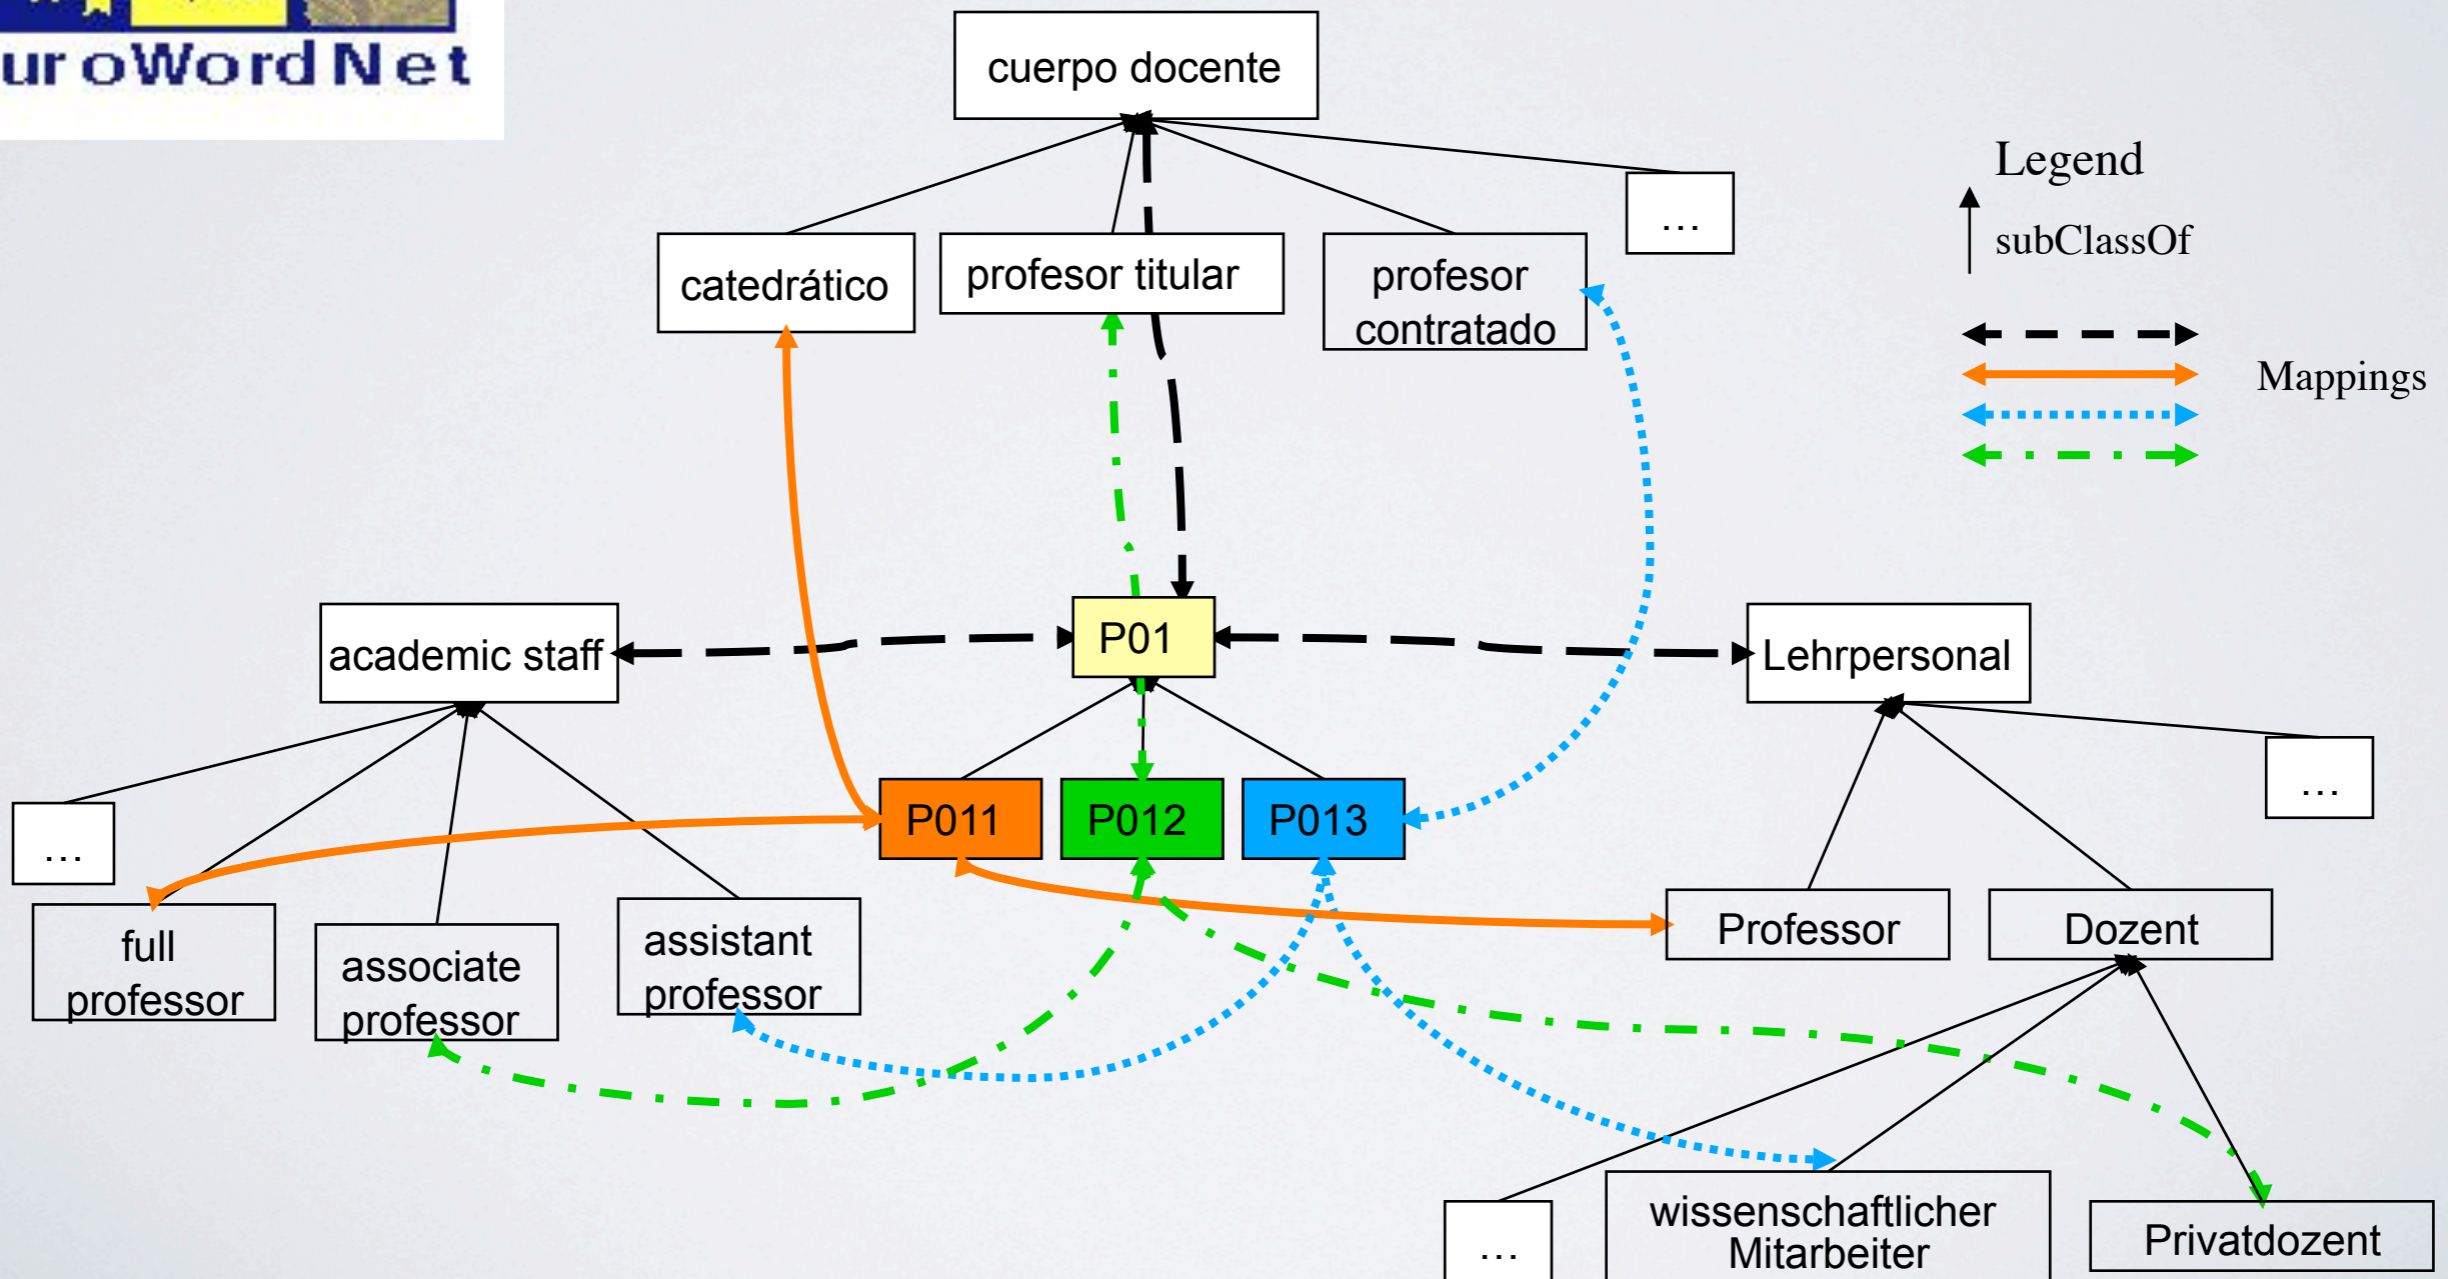 uroWordNet
cuerpo docente
Legend
subClassOf
Mappings
catedrático
profesor titular
profesor
contratado
...
academic staff
P01
Lehrpersonal
P011
P012
P013
...
...
full
professor
associate
professor
assistant
professor
Professor
Dozent
...
wissenschaftlicher
Mitarbeiter
Privatdozent